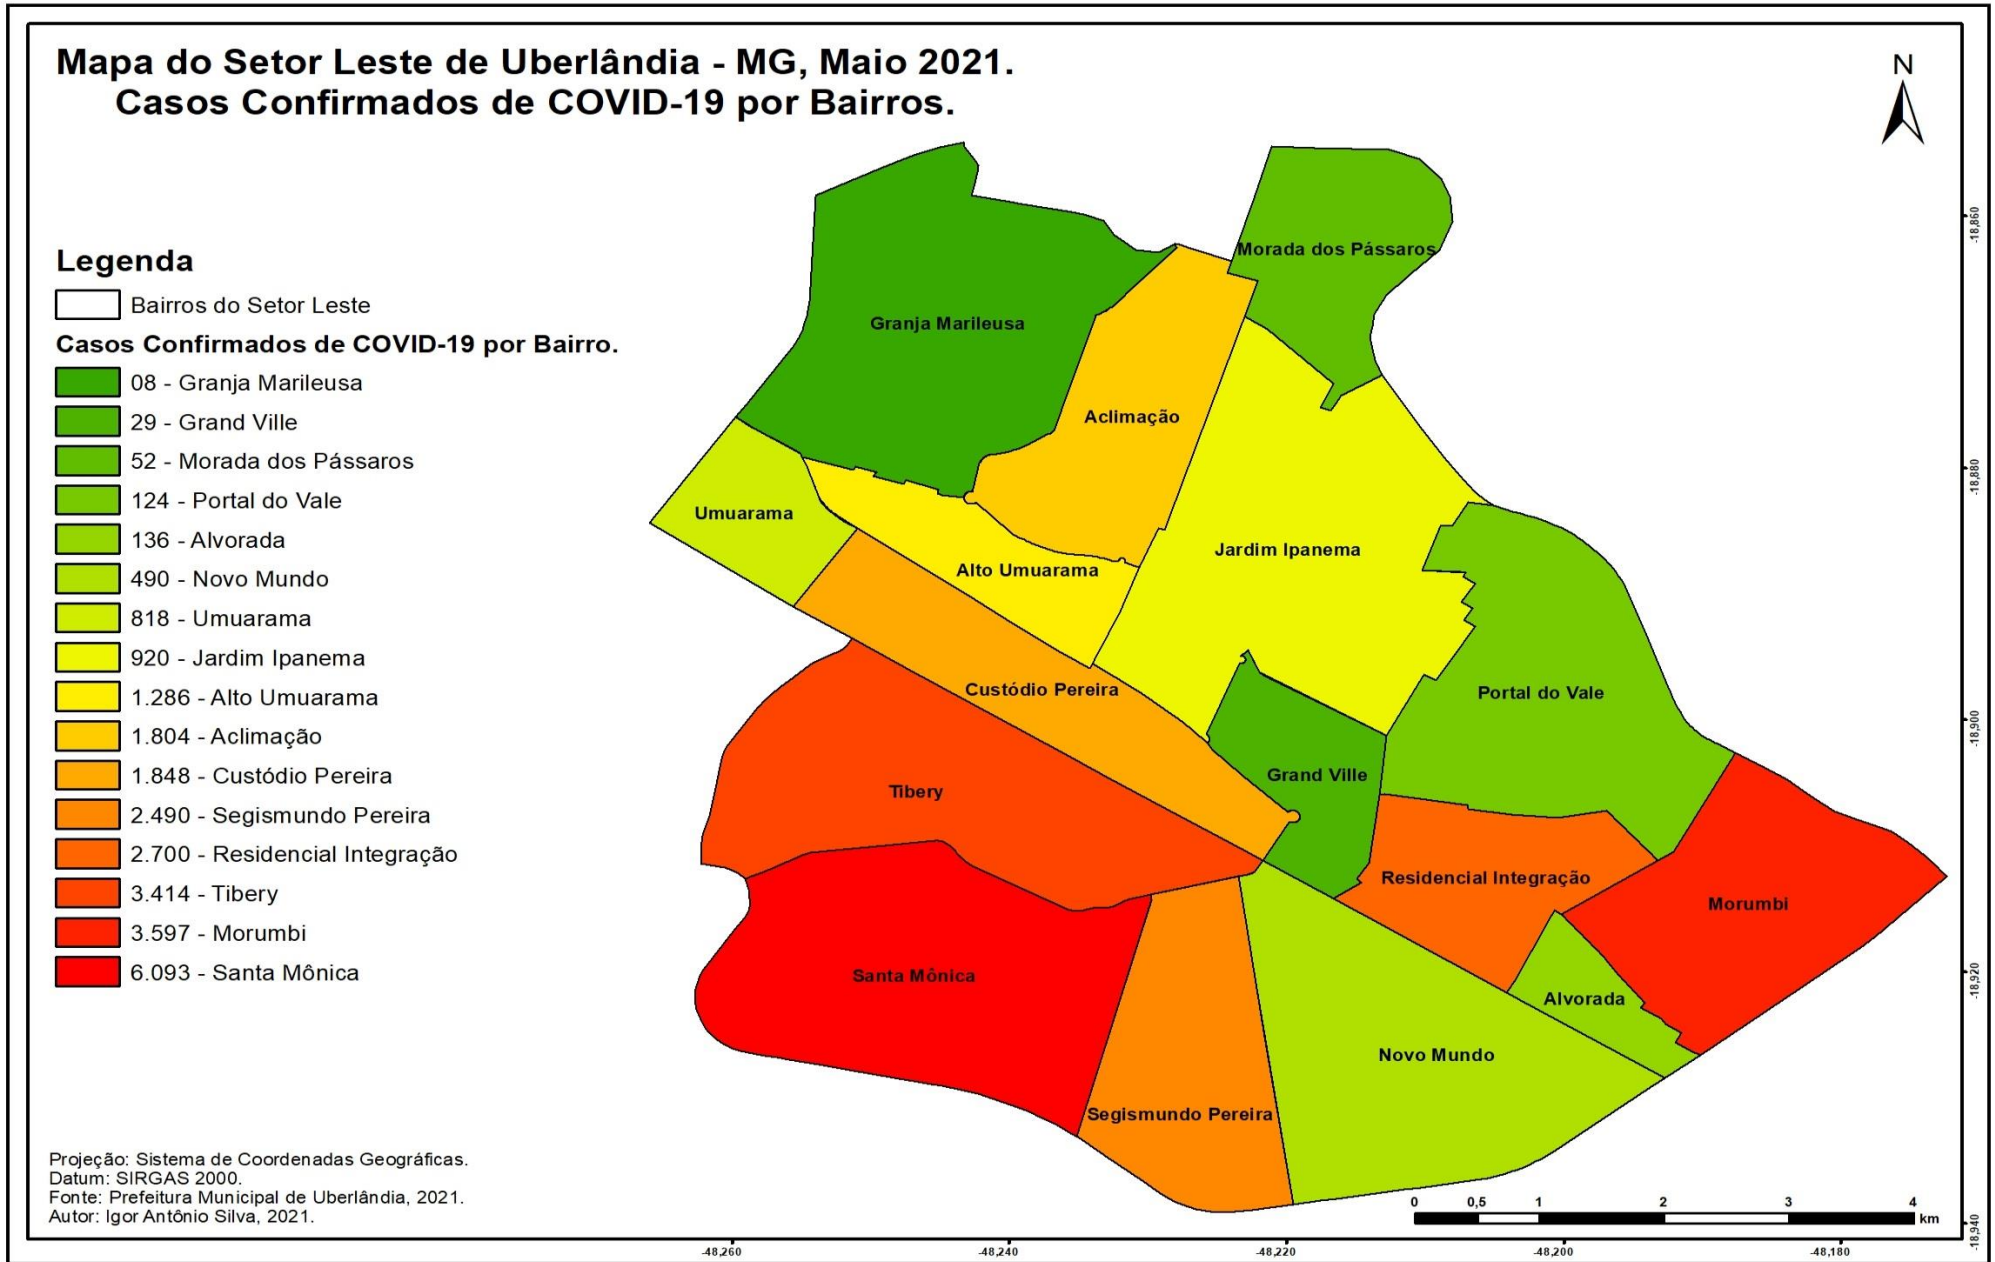 Mapa do Setor Leste de Uberlândia - MG, Maio 2021.
Casos Confirmados de COVID-19 por Bairros.
N
Legenda
Bairros do Setor Leste
Casos Confirmados de COVID-19 por Bairro.
08 - Granja Marileusa
29 - Grand Ville
52 - Morada dos Pássaros
124 - Portal do Vale
136 - Alvorada
490 - Novo Mundo
818 - Umuarama
920 - Jardim Ipanema
1.286 - Alto Umuarama
1.804 - Aclimação
1.848 - Custódio Pereira
2.490 - Segismundo Pereira
2.700 - Residencial Integração
3.414 - Tibery
3.597 - Morumbi
6.093 - Santa Mônica
Morada dos Pássaros
Granja Marileusa
Aclimação
Umuarama
Jardim Ipanema
Alto Umuarama
Custódio Pereira
Portal do Vale
Grand Ville
Tibery
Residencial Integração
Morumbi
Santa Mônica
Alvorada
Novo Mundo
Segismundo Pereira
-18,860
-18,880
-18,900
-18,920
-18,940
Projeção: Sistema de Coordenadas Geográficas.
Datum: SIRGAS 2000.
Fonte: Prefeitura Municipal de Uberlândia, 2021.
Autor: Igor Antônio Silva, 2021.
0 0,5 1 2 3 4
km
-48,260 -48,240 -48,220 -48,200 -48,180